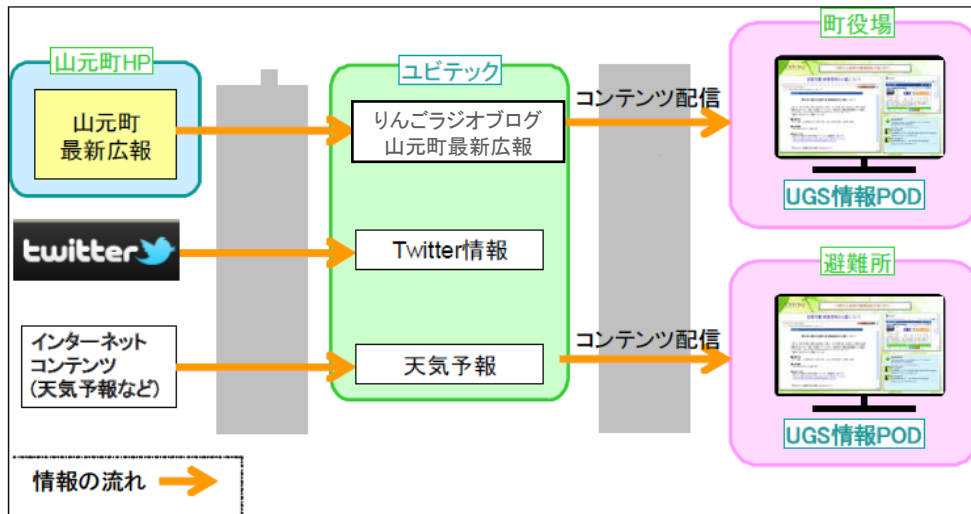 山元町HP
山元町
最新広報
twitter
インターネット
コンテンツ
(天気予報など)
情報の流れ
ユビテック
りんごラジオブログ
山元町最新広報
Twitter情報
天気予報
コンテンツ配信
コンテンツ配信
町役場
UGS情報POD
避難所
UGS情報POD